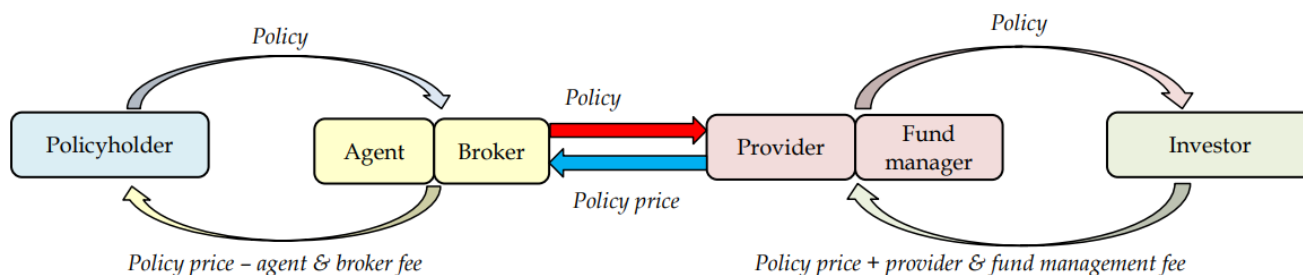 Policy
Policy
Policy
Policyholder
Agent
Broker
Provider
Fund
manager
Investor
Policy price
Policy price – agent & broker fee
Policy price + provider & fund management fee